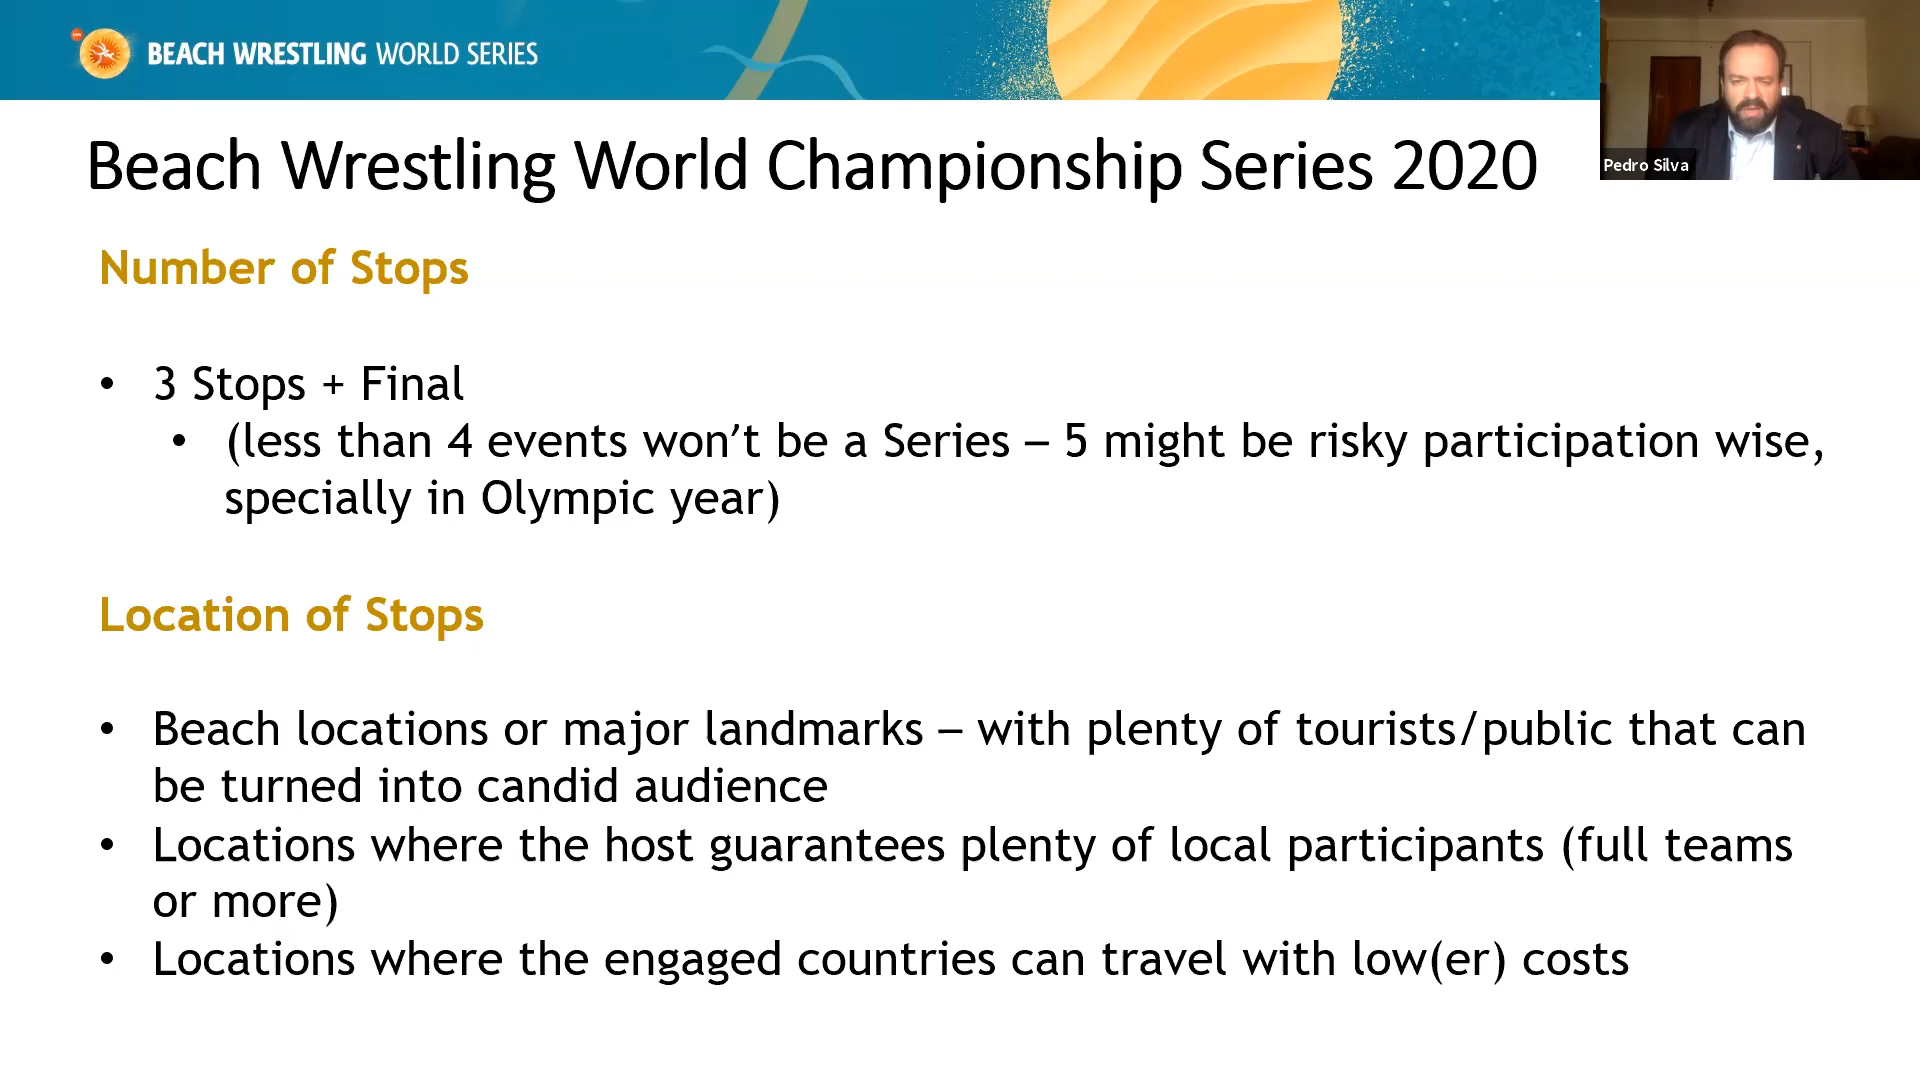 BEACH WRESTLING WORLD SERIES
Pedro Silva
Beach Wrestling World Championship Series 2020
Number of Stops
• 3 Stops + Final
• (less than 4 events won’t be a Series – 5 might be risky participation wise,
specially in Olympic year)
Location of Stops
• Beach locations or major landmarks – with plenty of tourists/public that can
be turned into candid audience
• Locations where the host guarantees plenty of local participants (full teams
or more)
• Locations where the engaged countries can travel with low(er) costs